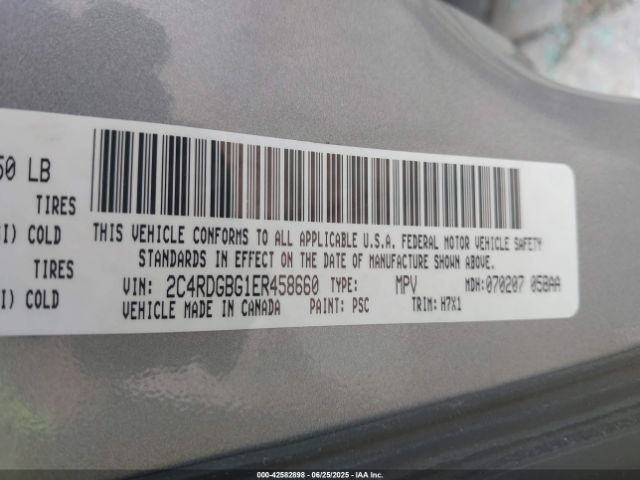 50 LB
TIRES
I) COLD
THIS VEHICLE CONFORMS TO ALL APPLICABLE U.S.A. FEDERAL MOTOR VEHICLE SAFETY
STANDARDS IN EFFECT ON THE DATE OF MANUFACTURE SHOWN ABOVE.
TIRES
I) COLD
VIN: 2C4RDGBG1ER458660 TYPE: MPV MDH: 070207 05BAA
VEHICLE MADE IN CANADA PAINT: PSC TRIM: H7X1
000-42582898 - 06/25/2025 - IAA Inc.